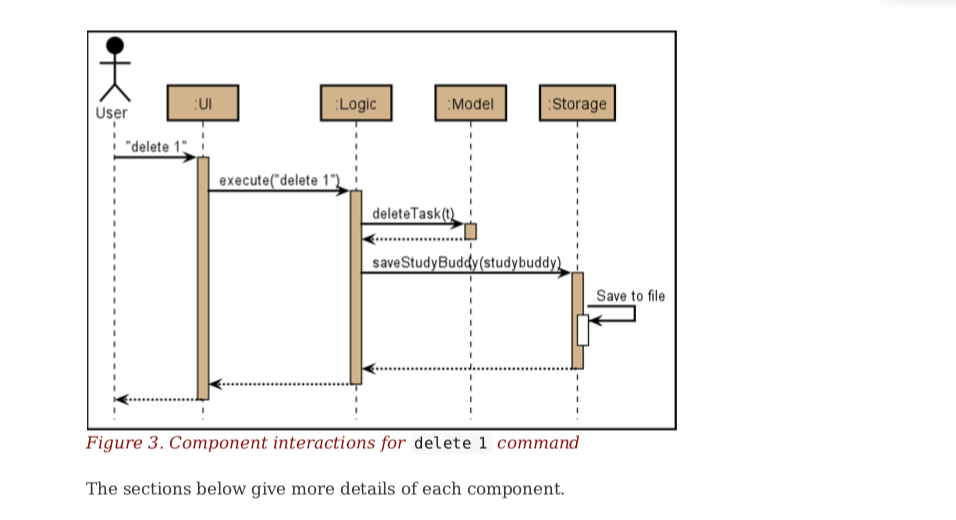 User
:UI
:Logic
:Model
:Storage
"delete 1"
execute("delete 1")
deleteTask(t)
saveStudyBuddy(studybuddy)
Save to file
Figure 3. Component interactions for delete 1 command
The sections below give more details of each component.